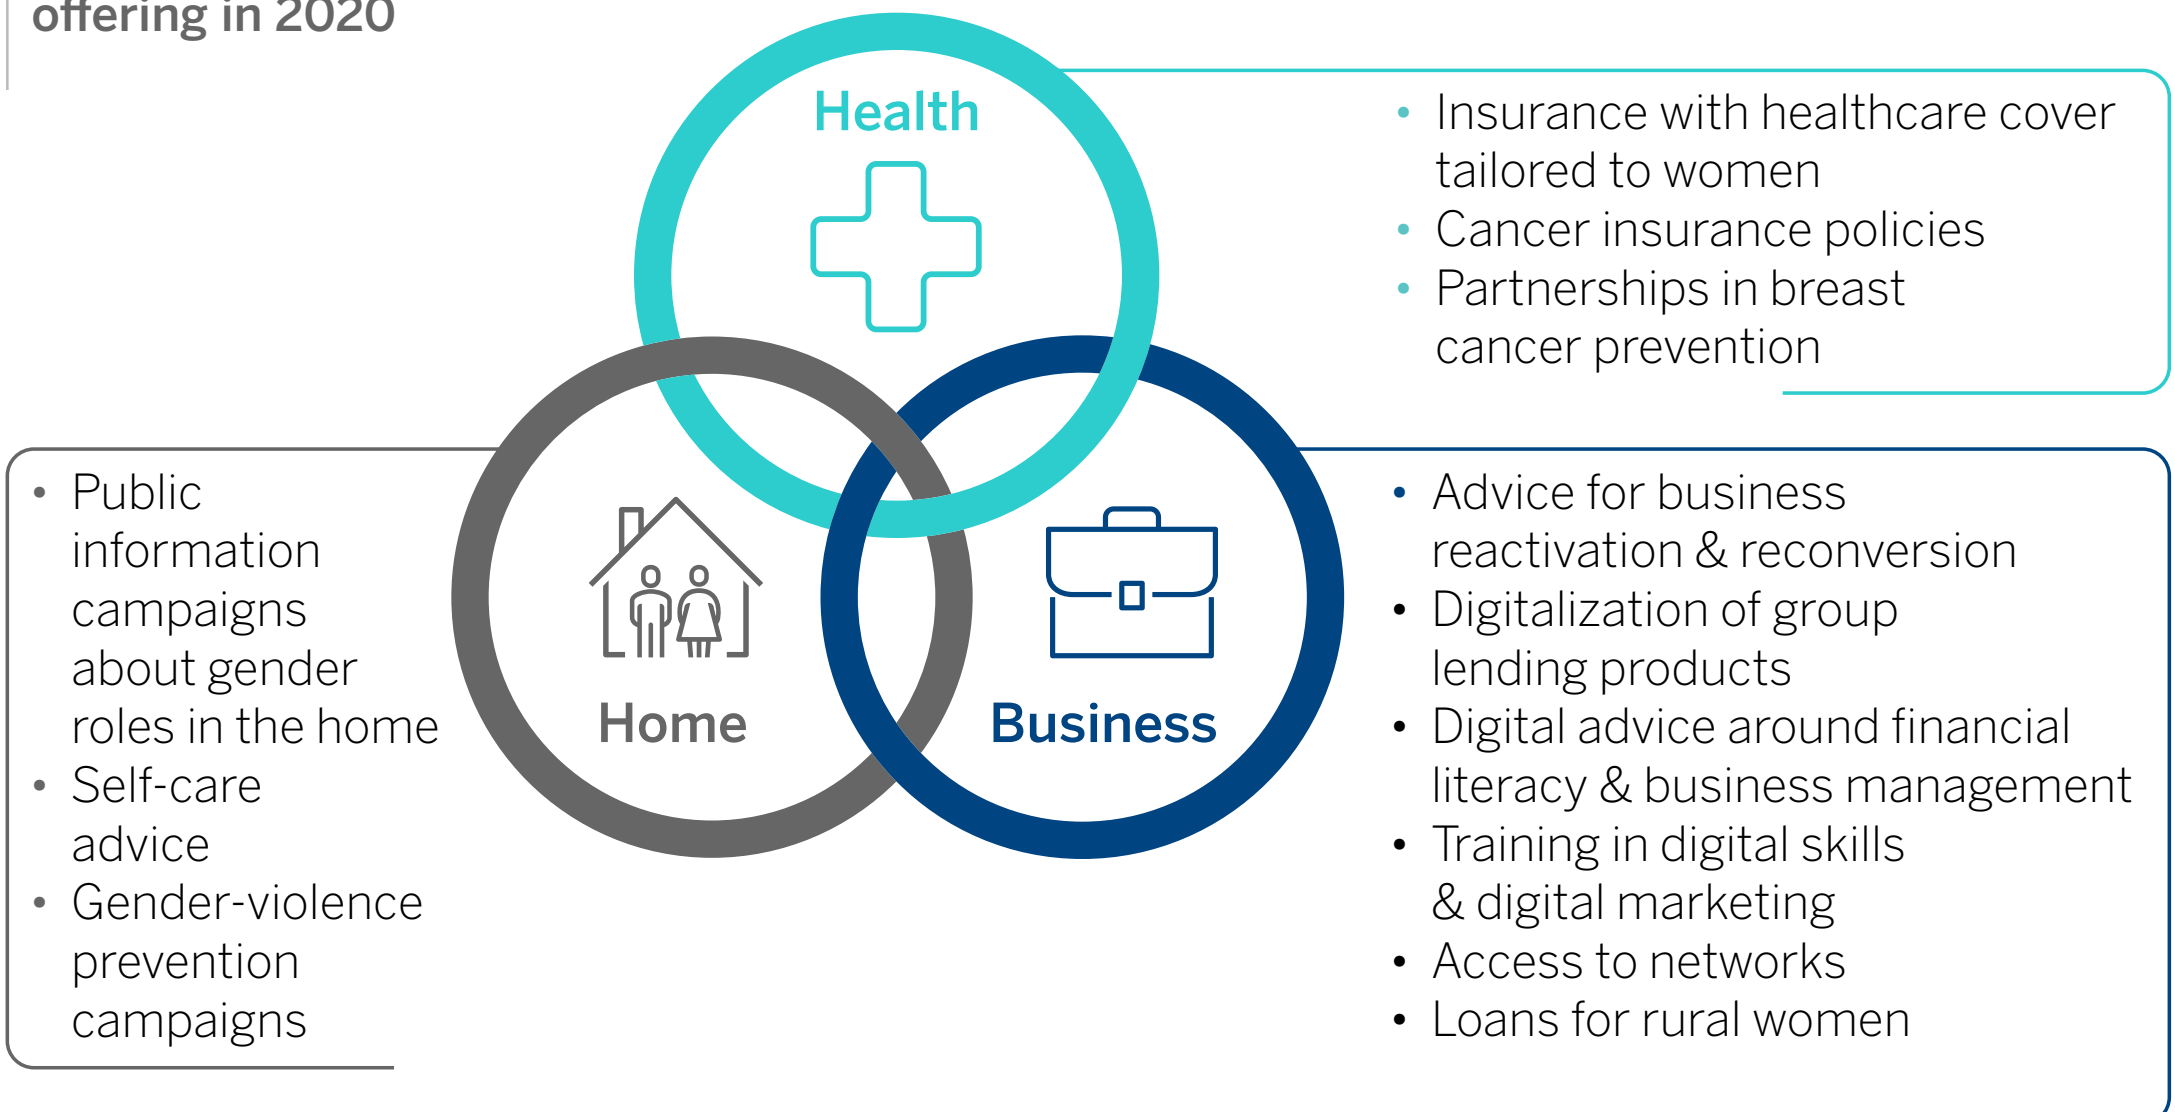 offering in 2020
Health
• Insurance with healthcare cover
tailored to women
• Cancer insurance policies
• Partnerships in breast
cancer prevention
• Public
information
campaigns
about gender
roles in the home
• Self-care
advice
• Gender-violence
prevention
campaigns
Home
Business
• Advice for business
reactivation & reconversion
• Digitalization of group
lending products
• Digital advice around financial
literacy & business management
• Training in digital skills
& digital marketing
• Access to networks
• Loans for rural women